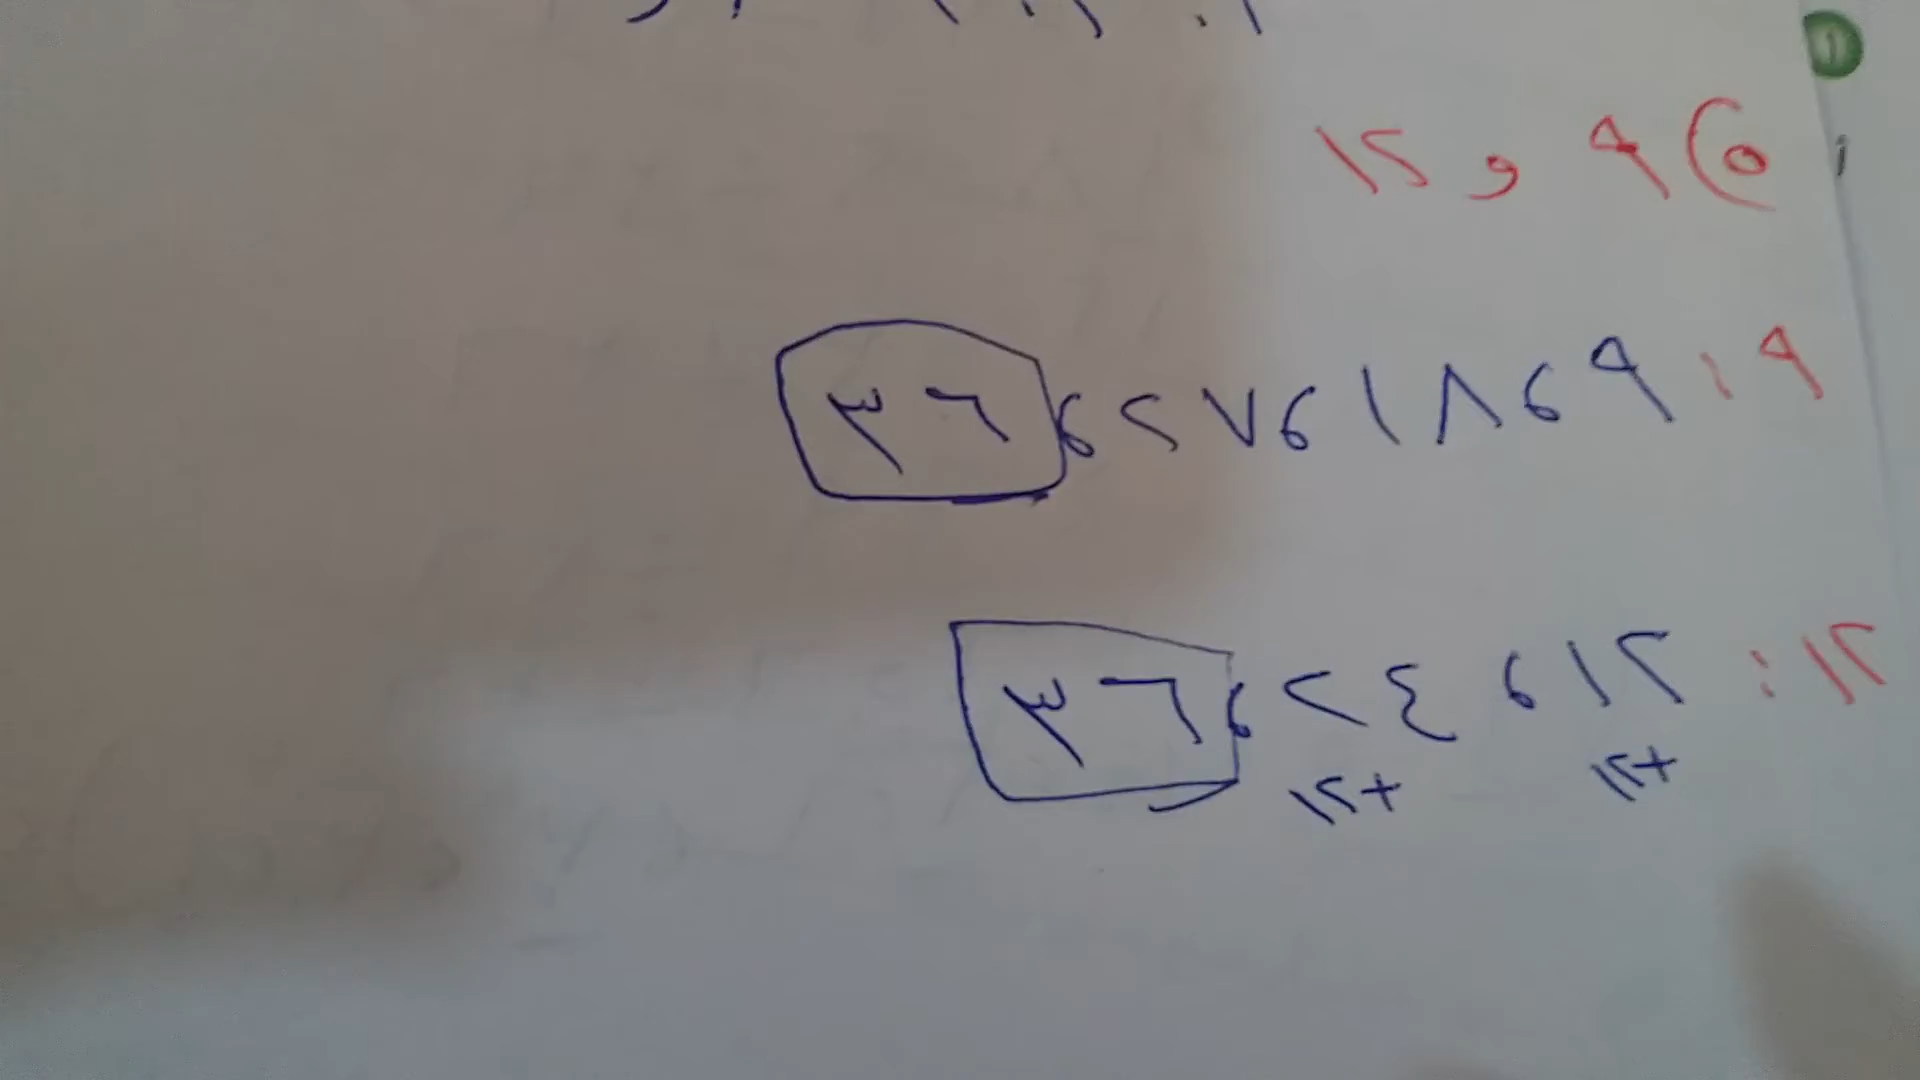 ٥) ٩ و ١٢
٩: ٩، ١٨، ٢٧، ٣٦
١٢: ١٢، ٢٤، ٣٦
+١٢ +١٢